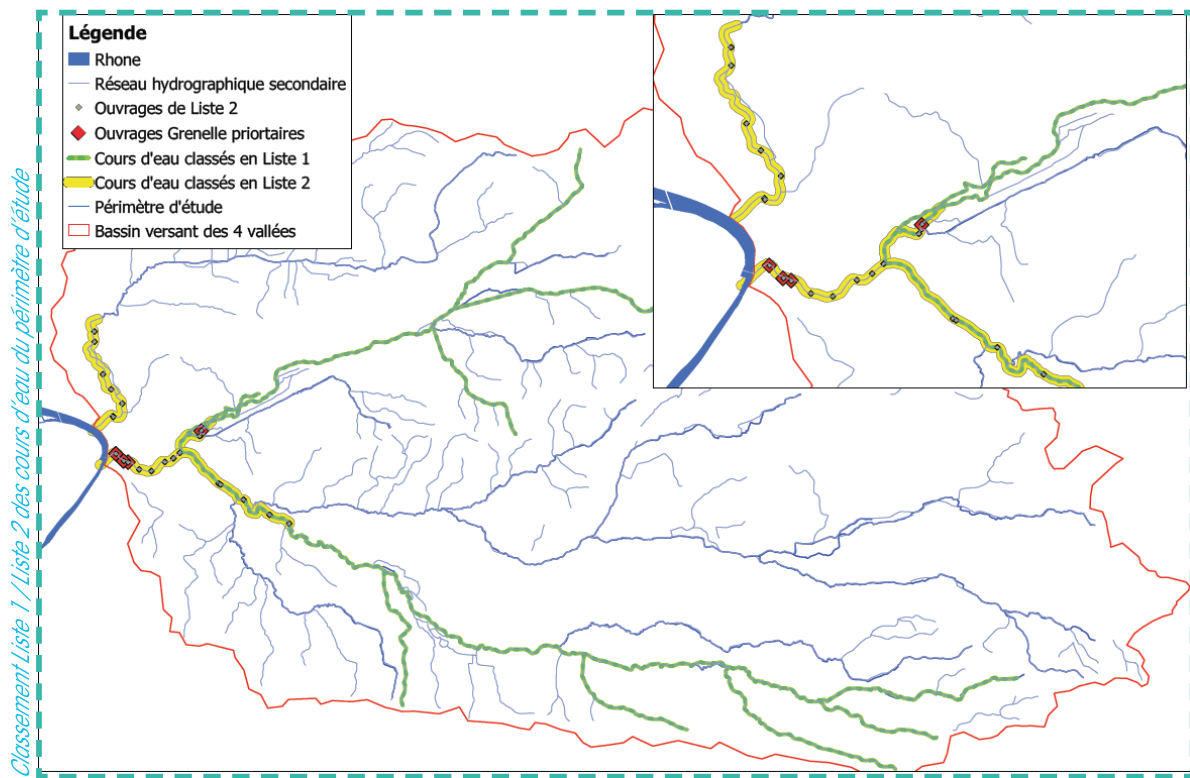 Légende
Rhone
Réseau hydrographique secondaire
Ouvrages de Liste 2
Ouvrages Grenelle priortaires
Cours d'eau classés en Liste 1
Cours d'eau classés en Liste 2
Périmètre d'étude
Bassin versant des 4 vallées
Classement Liste 1 / Liste 2 des cours d'eau du périmètre d'étude